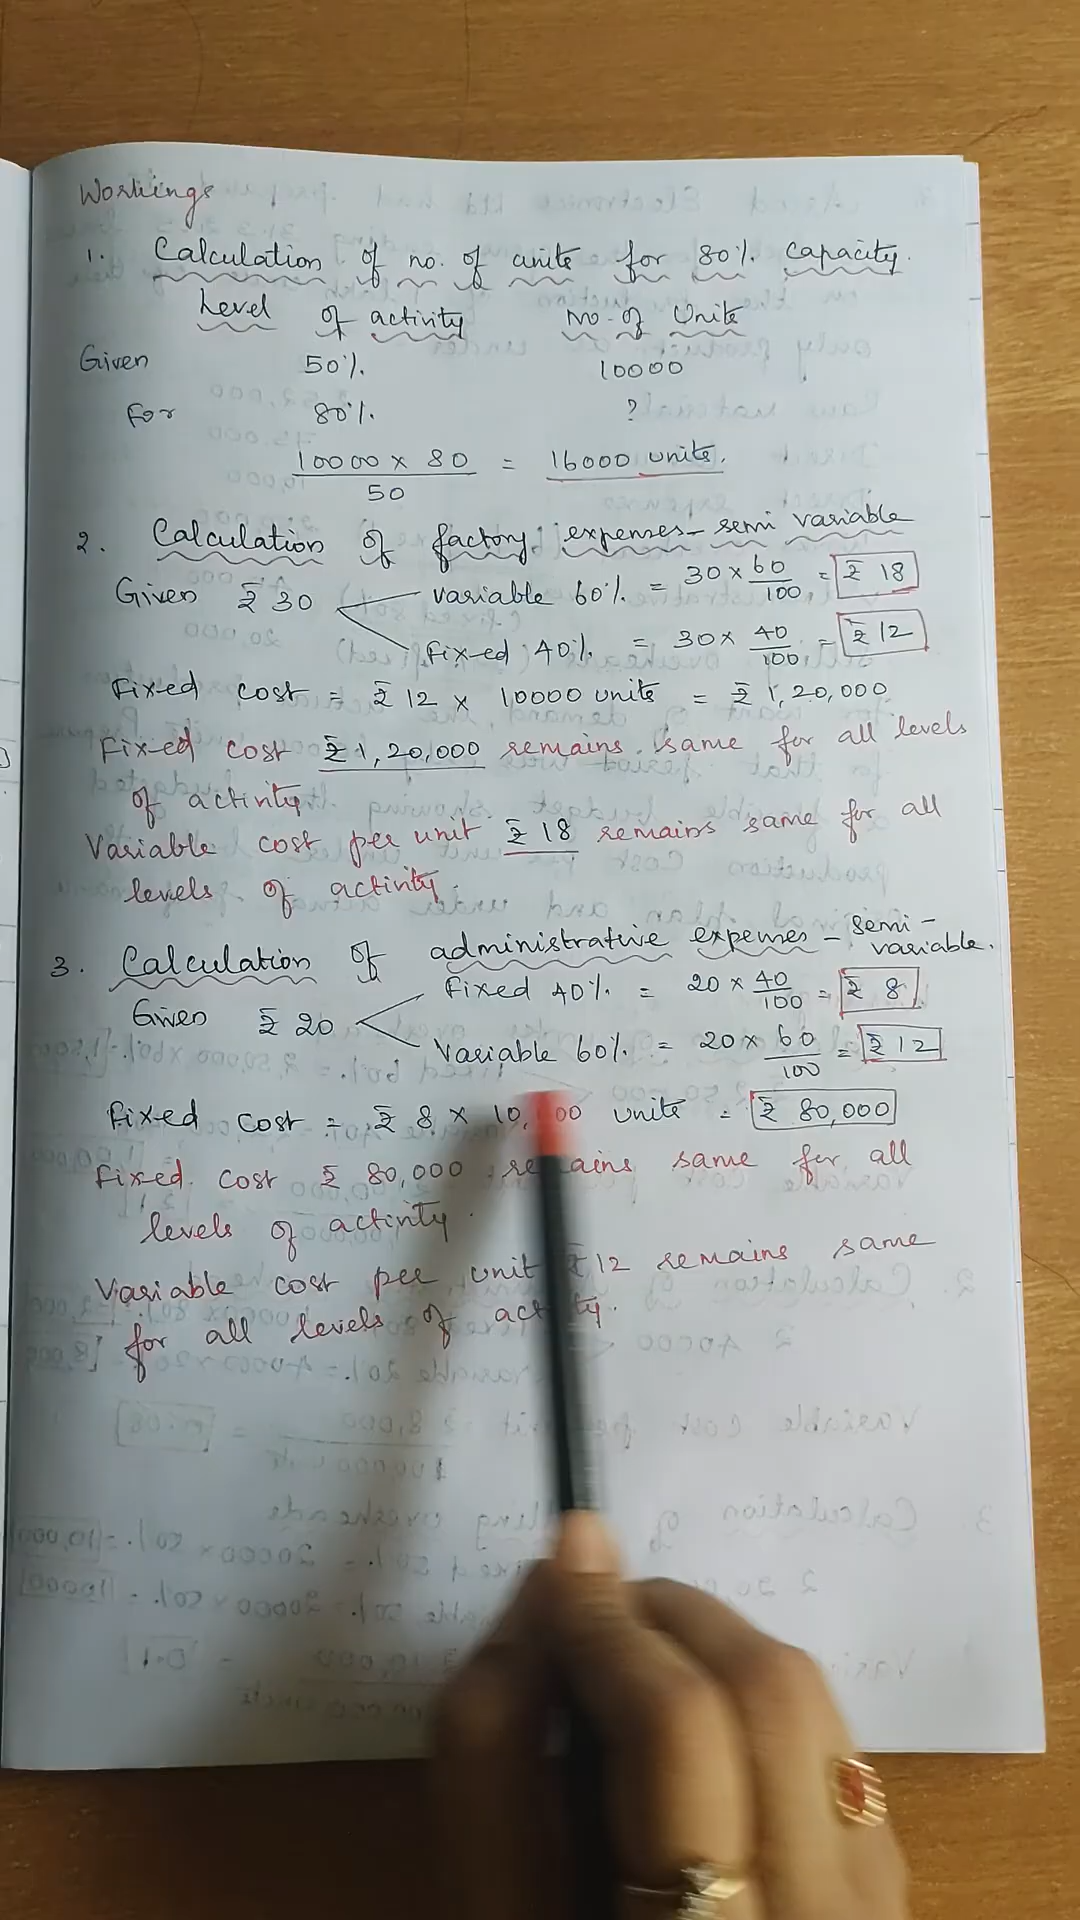 Workings
1. Calculation of no. of units for 80% capacity.
Level of activity No. of Units
Given 50% 10000
For 80% ?
10000 x 80 / 50 = 16000 units.
2. Calculation of factory expenses - semi variable
Given ₹ 30 variable 60% = 30 x 60/100 = ₹ 18
Fixed 40% = 30 x 40/100 = ₹ 12
Fixed cost = ₹ 12 x 10000 units = ₹ 1,20,000
Fixed cost ₹ 1,20,000 remains same for all levels
of activity
Variable cost per unit ₹ 18 remains same for all
levels of activity.
3. Calculation of administrative expenses - semi-variable.
Given ₹ 20 Fixed 40% = 20 x 40/100 = ₹ 8
Variable 60% = 20 x 60/100 = ₹ 12
Fixed cost = ₹ 8 x units = ₹ 80,000
Fixed cost ₹ 80,000 remains same for all
levels of activity.
Variable cost per unit ₹ 12 remains same
for all levels of activity.